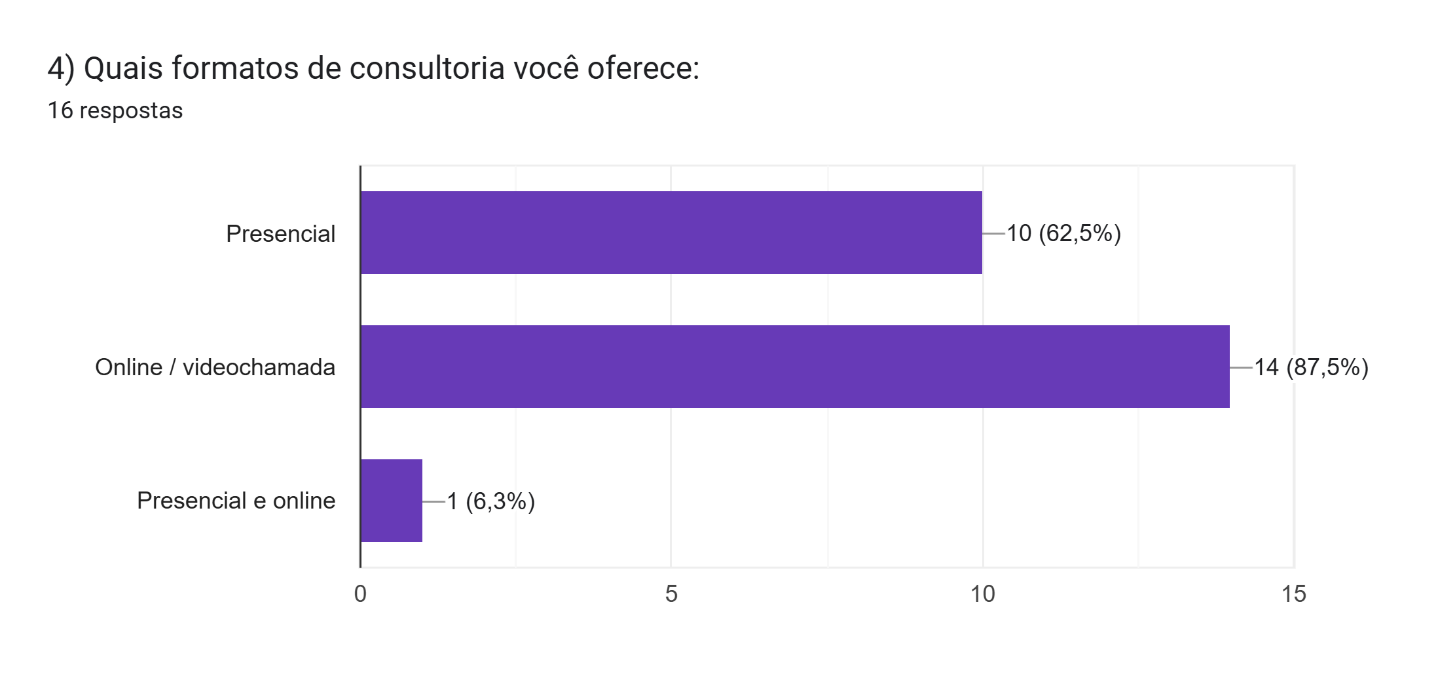 4) Quais formatos de consultoria você oferece:
16 respostas
Presencial
10 (62,5%)
Online / videochamada
14 (87,5%)
Presencial e online
1 (6,3%)
0
5
10
15